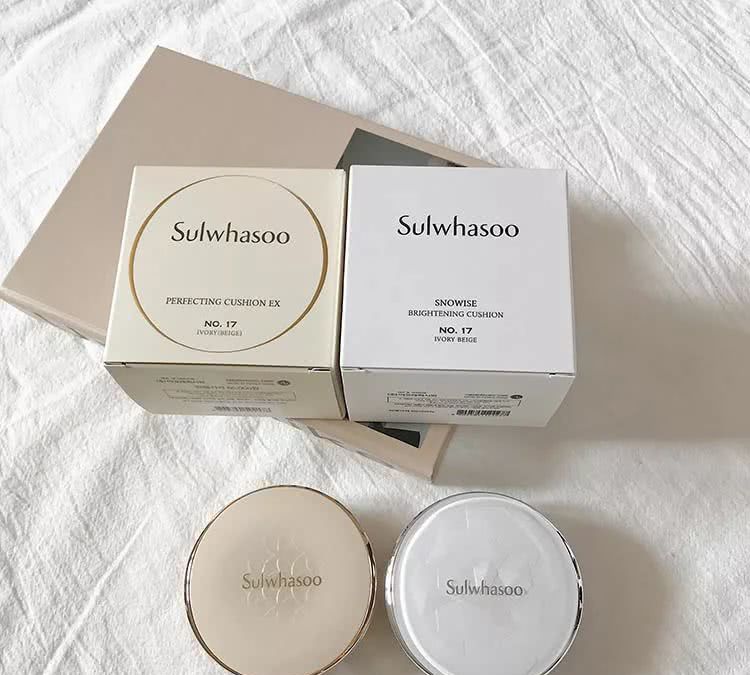 Sulwhasoo
PERFECTING CUSHION EX
NO. 17
IVORY(BEIGE)
Sulwhasoo
SNOWISE
BRIGHTENING CUSHION
NO. 17
IVORY BEIGE
Sulwhasoo
Sulwhasoo